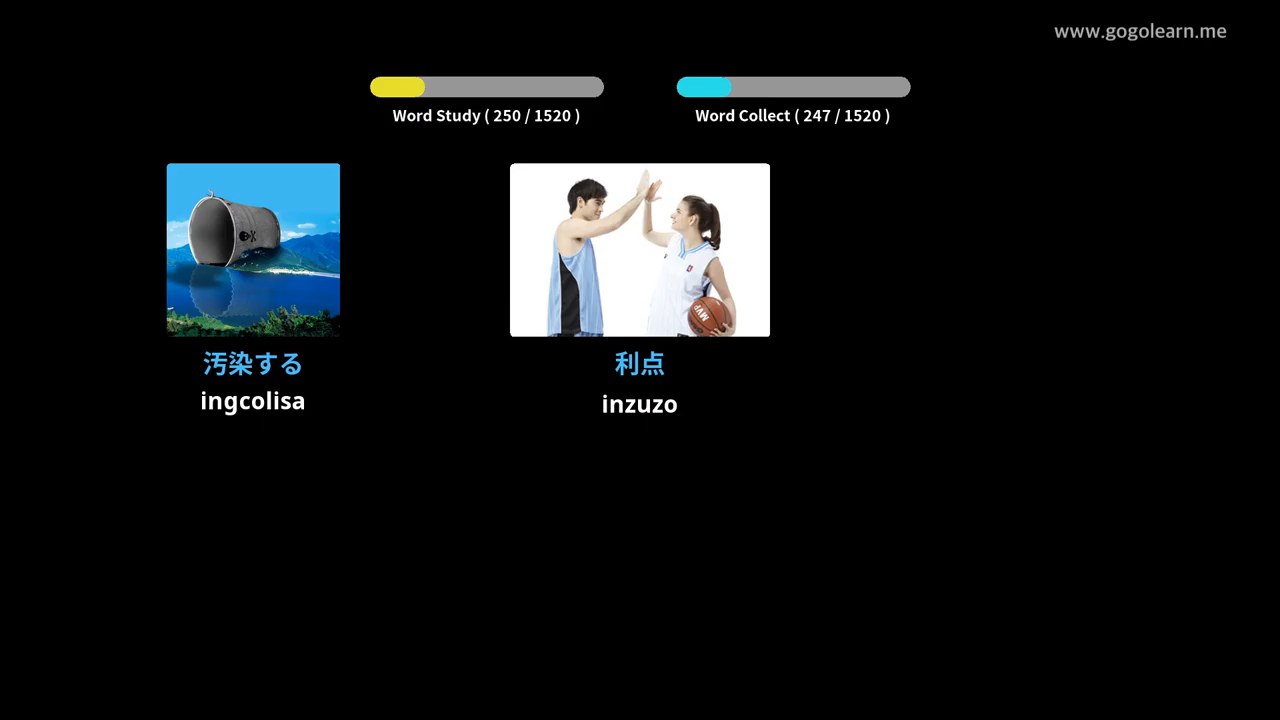 www.gogolearn.me
Word Study ( 250 / 1520 )
Word Collect ( 247 / 1520 )
汚染する
ingcolisa
利点
inzuzo
MVP